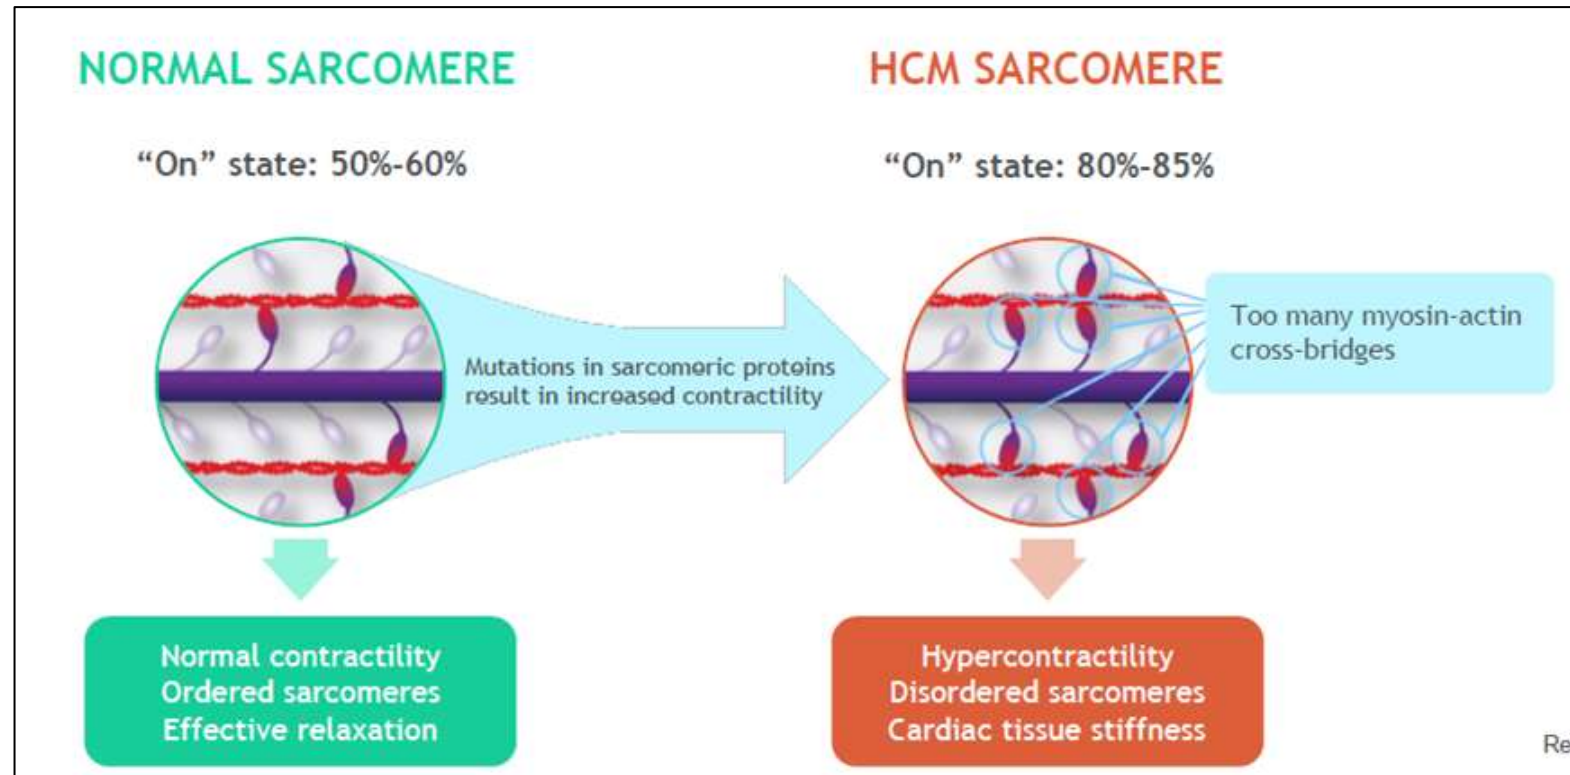 NORMAL SARCOMERE
HCM SARCOMERE
“On” state: 50%-60%
“On” state: 80%-85%
Mutations in sarcomeric proteins
result in increased contractility
Too many myosin-actin
cross-bridges
Normal contractility
Ordered sarcomeres
Effective relaxation
Hypercontractility
Disordered sarcomeres
Cardiac tissue stiffness
Re